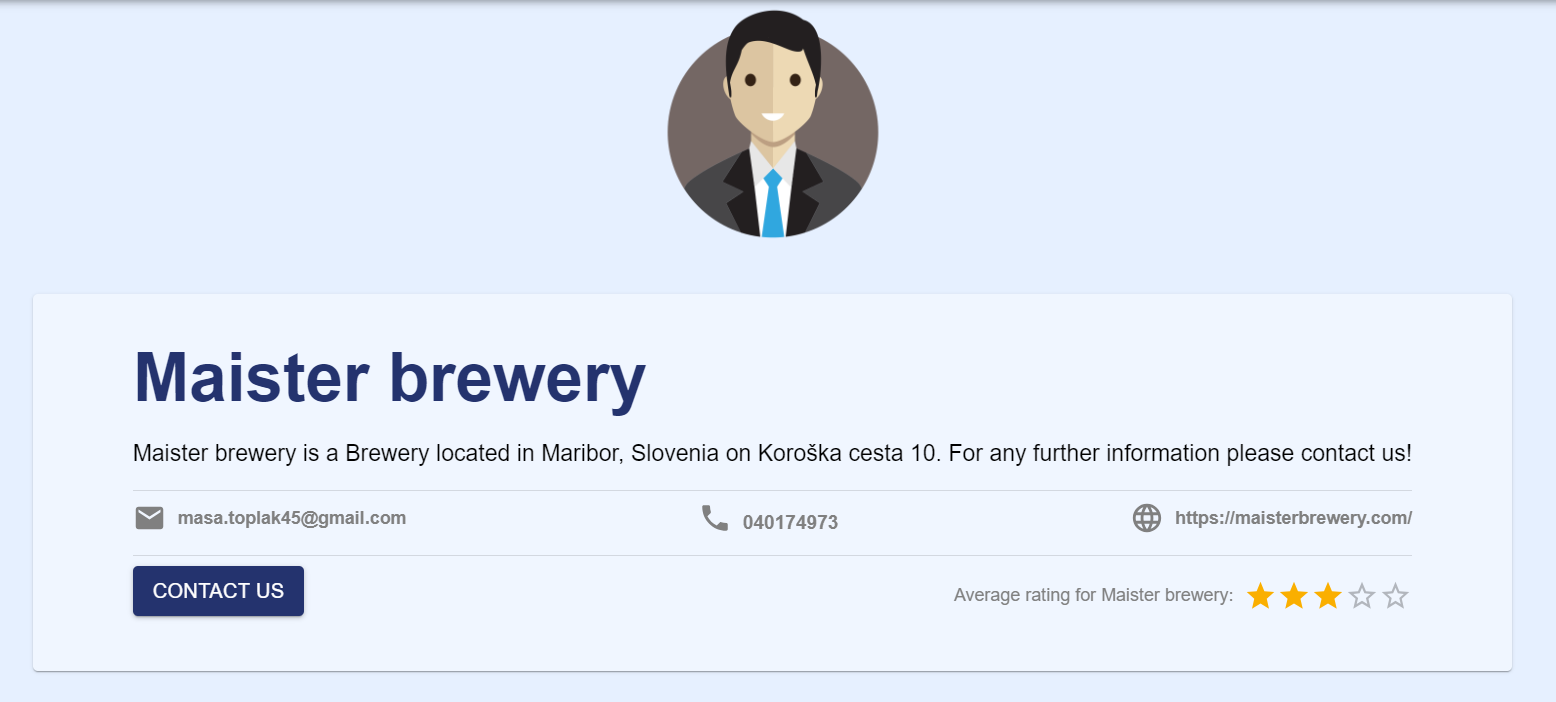 Maister brewery
Maister brewery is a Brewery located in Maribor, Slovenia on Koroška cesta 10. For any further information please contact us!
masa.toplak45@gmail.com
040174973
https://maisterbrewery.com/
CONTACT US
Average rating for Maister brewery: